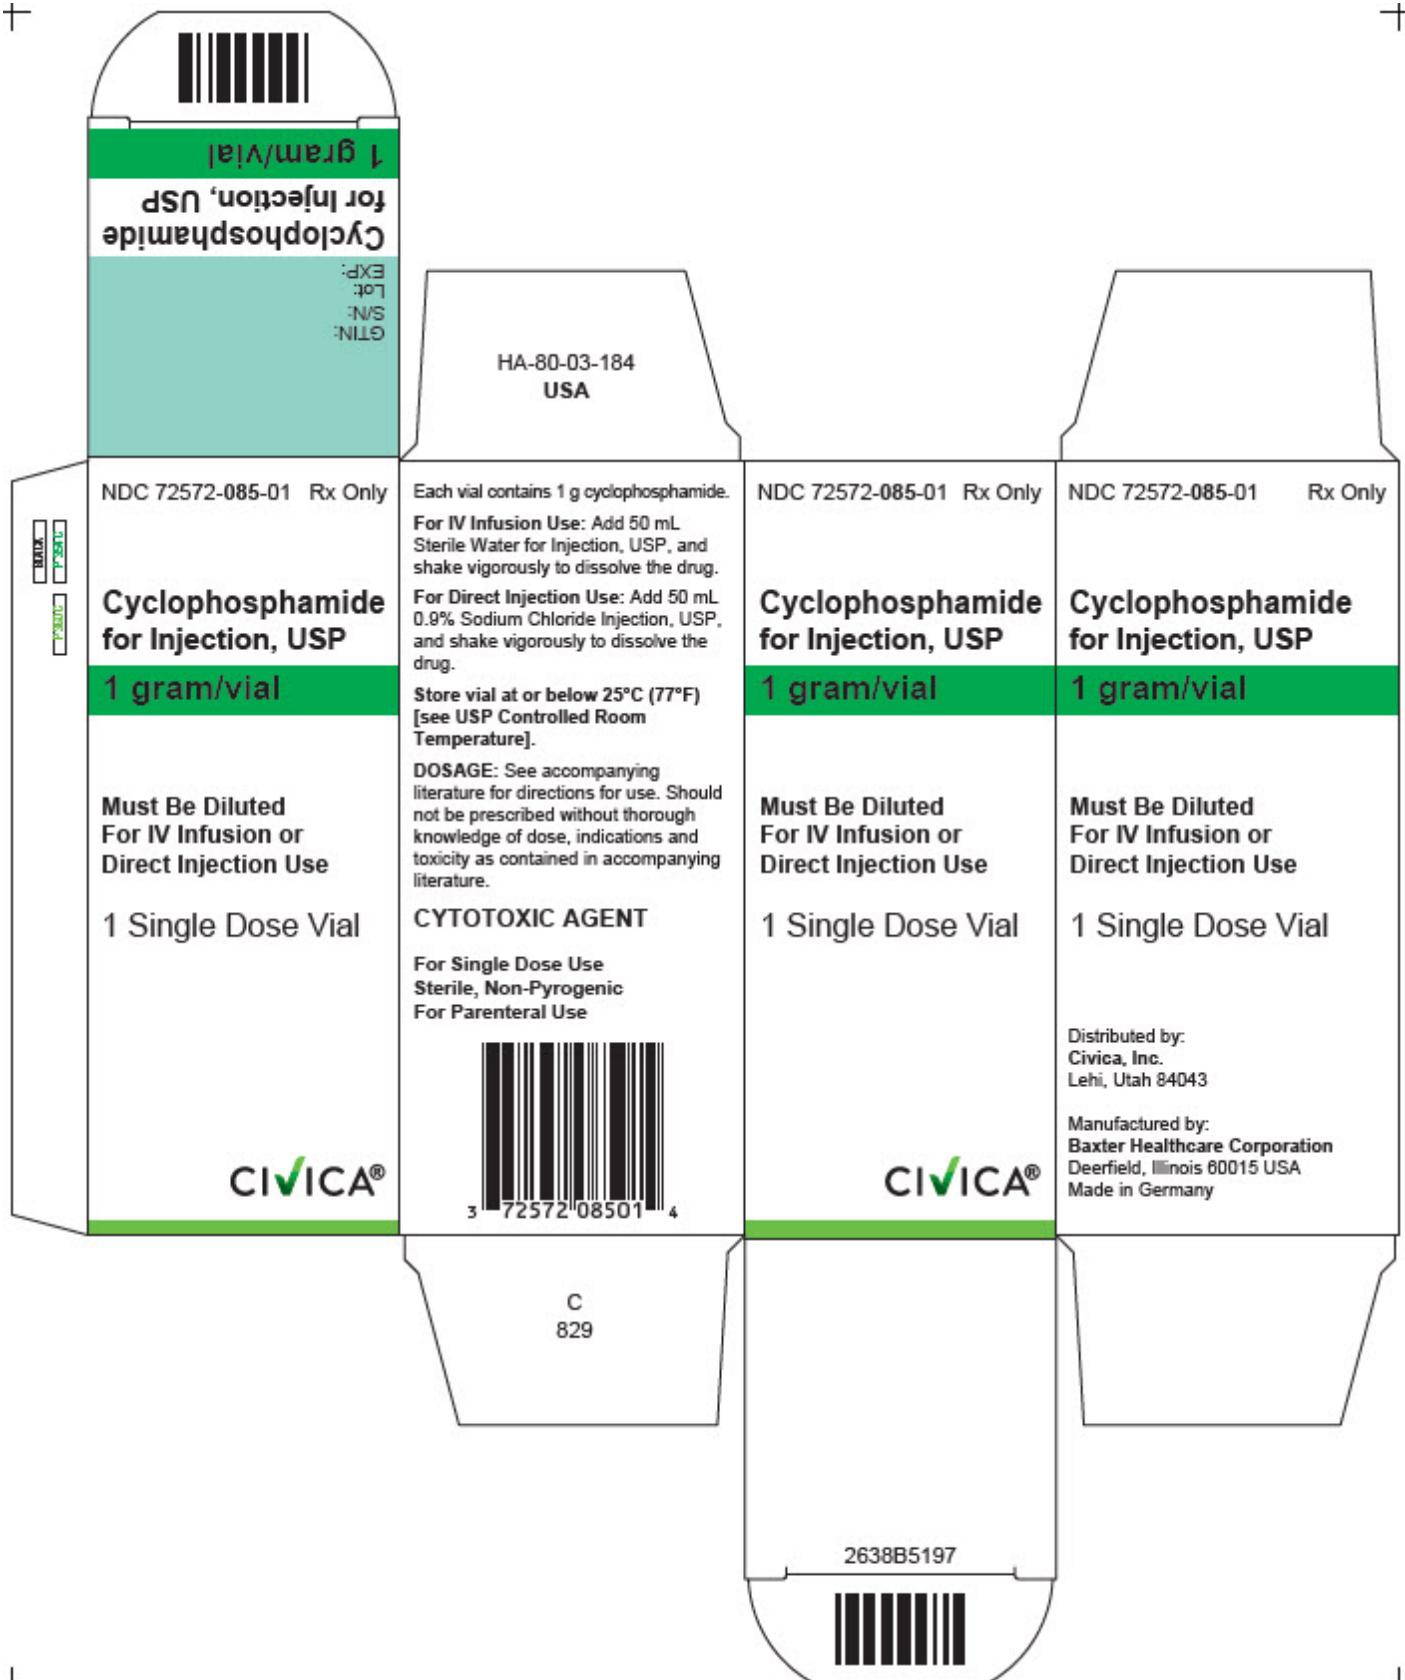 1 gram/vial
Cyclophosphamide
for Injection, USP
GTIN:
S/N:
Lot:
EXP:
HA-80-03-184
USA
BLACK
NDC 72572-085-01 Rx Only
Cyclophosphamide
for Injection, USP
1 gram/vial
Must Be Diluted
For IV Infusion or
Direct Injection Use
1 Single Dose Vial
CIVICA®
Each vial contains 1 g cyclophosphamide.
For IV Infusion Use: Add 50 mL
Sterile Water for Injection, USP, and
shake vigorously to dissolve the drug.
For Direct Injection Use: Add 50 mL
0.9% Sodium Chloride Injection, USP,
and shake vigorously to dissolve the
drug.
Store vial at or below 25°C (77°F)
[see USP Controlled Room
Temperature].
DOSAGE: See accompanying
literature for directions for use. Should
not be prescribed without thorough
knowledge of dose, indications and
toxicity as contained in accompanying
literature.
CYTOTOXIC AGENT
For Single Dose Use
Sterile, Non-Pyrogenic
For Parenteral Use
3 72572 08501 4
NDC 72572-085-01 Rx Only
Cyclophosphamide
for Injection, USP
1 gram/vial
Must Be Diluted
For IV Infusion or
Direct Injection Use
1 Single Dose Vial
CIVICA®
NDC 72572-085-01 Rx Only
Cyclophosphamide
for Injection, USP
1 gram/vial
Must Be Diluted
For IV Infusion or
Direct Injection Use
1 Single Dose Vial
Distributed by:
Civica, Inc.
Lehi, Utah 84043
Manufactured by:
Baxter Healthcare Corporation
Deerfield, Illinois 60015 USA
Made in Germany
C
829
2638B5197